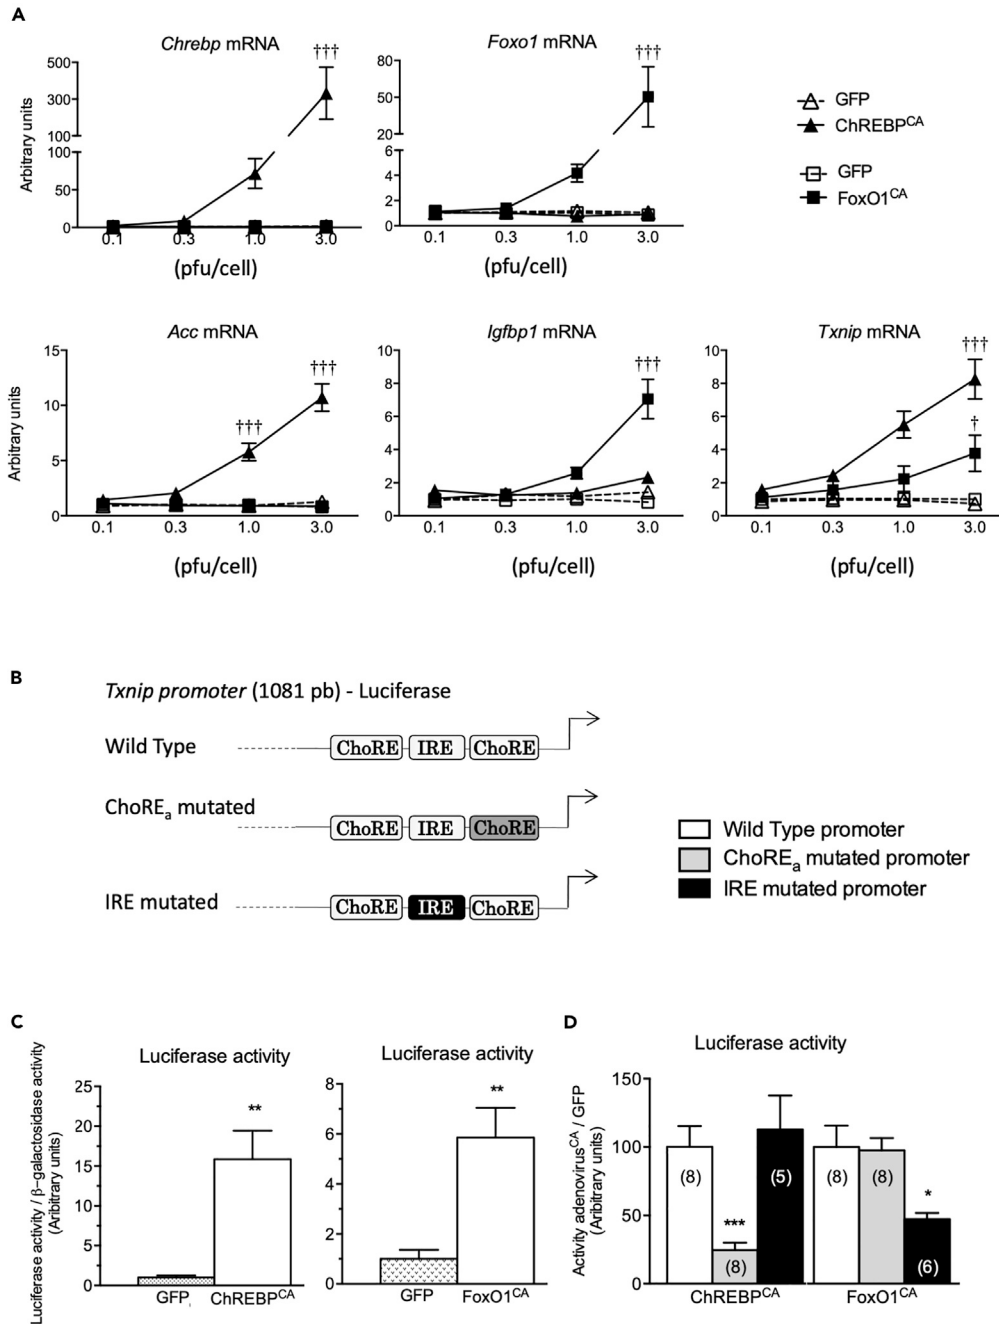 A
Chrebp mRNA
†††
Arbitrary units
500
300
100
100
50
0
0.1
0.3
1.0
3.0
(pfu/cell)
Foxo1 mRNA
†††
80
50
20
6
4
2
0
0.1
0.3
1.0
3.0
(pfu/cell)
GFP
ChREBPCA
GFP
FoxO1CA
Acc mRNA
†††
†††
Arbitrary units
15
10
5
0
0.1
0.3
1.0
3.0
(pfu/cell)
Igfbp1 mRNA
†††
10
8
6
4
2
0
0.1
0.3
1.0
3.0
(pfu/cell)
Txnip mRNA
†††
†
10
8
6
4
2
0
0.1
0.3
1.0
3.0
(pfu/cell)
B
Txnip promoter (1081 pb) - Luciferase
Wild Type
ChoRE IRE ChoRE
ChoREa mutated
ChoRE IRE ChoRE
IRE mutated
ChoRE IRE ChoRE
Wild Type promoter
ChoREa mutated promoter
IRE mutated promoter
C
Luciferase activity
Luciferase activity / β−galactosidase activity
(Aribitrary units)
25
20
15
10
5
0
**
GFP
ChREBPCA
Luciferase activity
8
6
4
2
0
**
GFP
FoxO1CA
D
Luciferase activity
Activity adenovirusCA / GFP
(Aribitrary units)
150
100
50
0
(8)
***
(8)
(5)
(8)
(8)
*
(6)
ChREBPCA
FoxO1CA